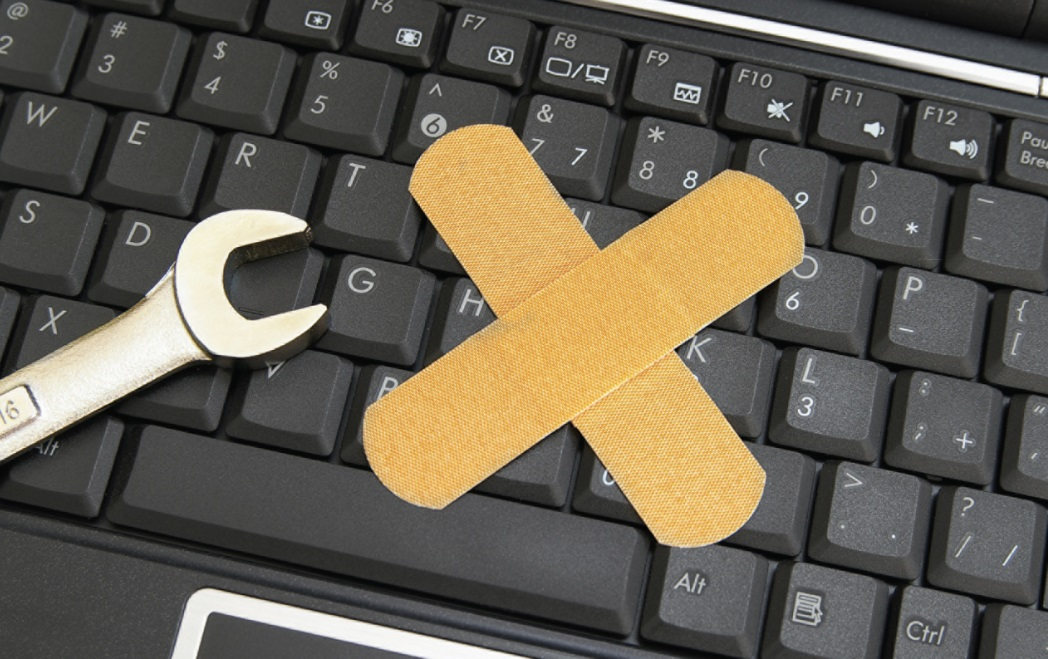 F6
F7
F8
F9
F10
F11
F12
Pau
Brea
@
2
#
3
$
4
%
5
^
6
&
7 7
*
8 8
(
9
)
0 *
W
E
R
T
U
O
6
P
{
[
S
D
G
H
K
L
3
:
; +
X
V
B
>
. .
?
/ /
16
Alt
Alt
Ctrl